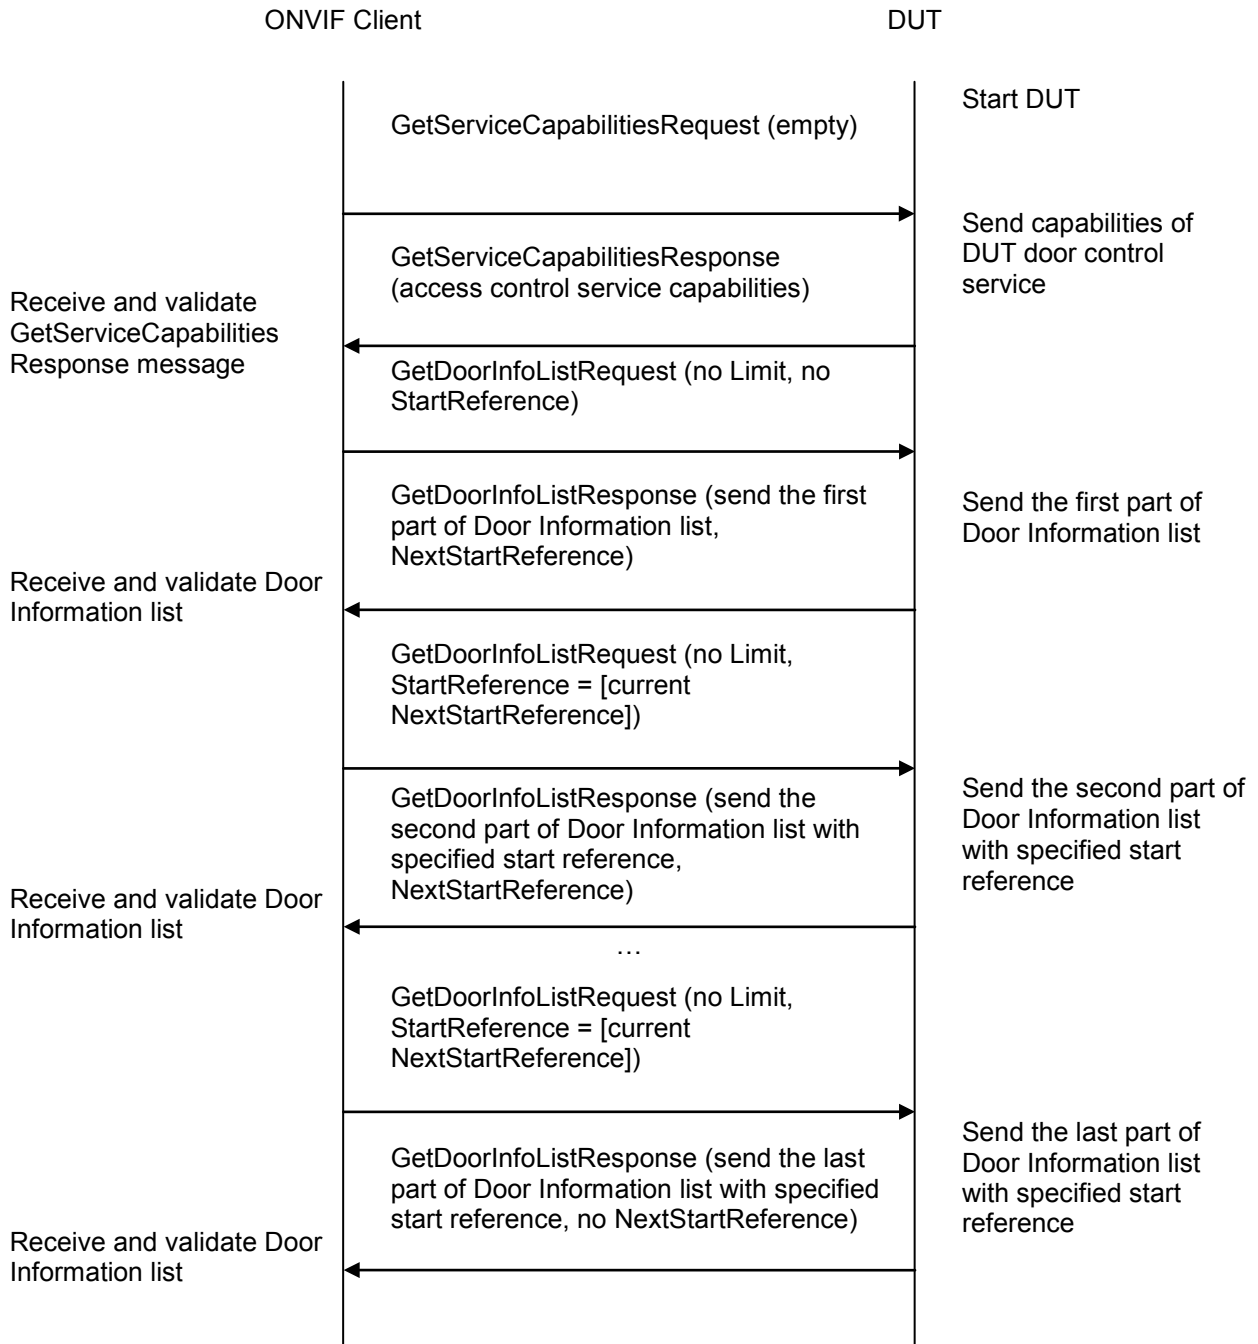 ONVIF Client
DUT
Start DUT
GetServiceCapabilitiesRequest (empty)
Send capabilities of
DUT door control
service
GetServiceCapabilitiesResponse
(access control service capabilities)
Receive and validate
GetServiceCapabilities
Response message
GetDoorInfoListRequest (no Limit, no
StartReference)
GetDoorInfoListResponse (send the first
part of Door Information list,
NextStartReference)
Send the first part of
Door Information list
Receive and validate Door
Information list
GetDoorInfoListRequest (no Limit,
StartReference = [current
NextStartReference])
Send the second part of
Door Information list
with specified start
reference
GetDoorInfoListResponse (send the
second part of Door Information list with
specified start reference,
NextStartReference)
Receive and validate Door
Information list
…
GetDoorInfoListRequest (no Limit,
StartReference = [current
NextStartReference])
Send the last part of
Door Information list
with specified start
reference
GetDoorInfoListResponse (send the last
part of Door Information list with specified
start reference, no NextStartReference)
Receive and validate Door
Information list